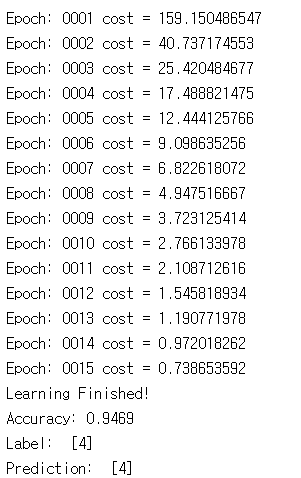 Epoch: 0001 cost = 159.150486547
Epoch: 0002 cost = 40.737174553
Epoch: 0003 cost = 25.420484677
Epoch: 0004 cost = 17.488821475
Epoch: 0005 cost = 12.444125766
Epoch: 0006 cost = 9.098635256
Epoch: 0007 cost = 6.822618072
Epoch: 0008 cost = 4.947516667
Epoch: 0009 cost = 3.723125414
Epoch: 0010 cost = 2.766133978
Epoch: 0011 cost = 2.108712616
Epoch: 0012 cost = 1.545818934
Epoch: 0013 cost = 1.190771978
Epoch: 0014 cost = 0.972018262
Epoch: 0015 cost = 0.738653592
Learning Finished!
Accuracy: 0.9469
Label:  [4]
Prediction:  [4]